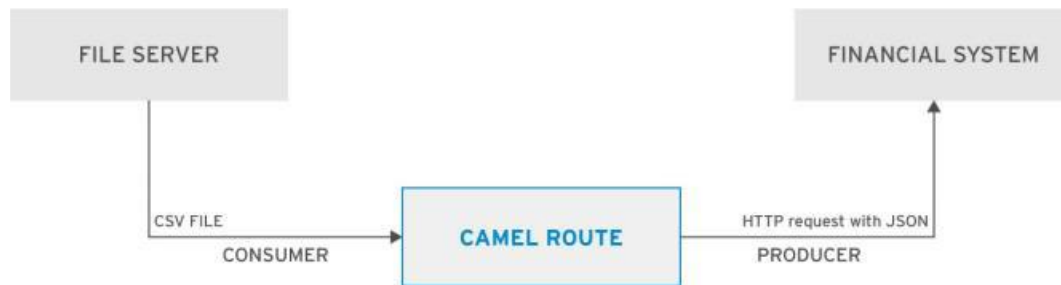 FILE SERVER
FINANCIAL SYSTEM
CSV FILE
CONSUMER
CAMEL ROUTE
HTTP request with JSON
PRODUCER